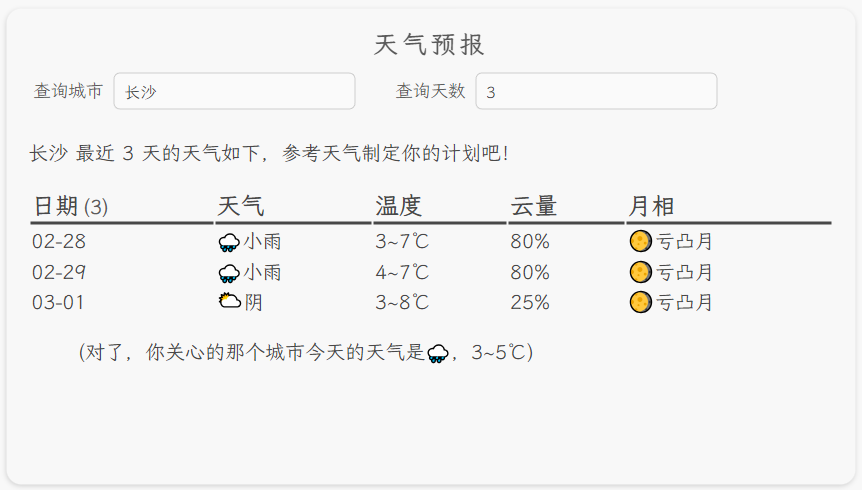 天气预报
查询城市 长沙 查询天数 3
长沙 最近 3 天的天气如下，参考天气制定你的计划吧！
日期 (3) 天气 温度 云量 月相
02-28 小雨 3~7℃ 80% 亏凸月
02-29 小雨 4~7℃ 80% 亏凸月
03-01 阴 3~8℃ 25% 亏凸月
(对了，你关心的那个城市今天的天气是🌧，3~5℃)